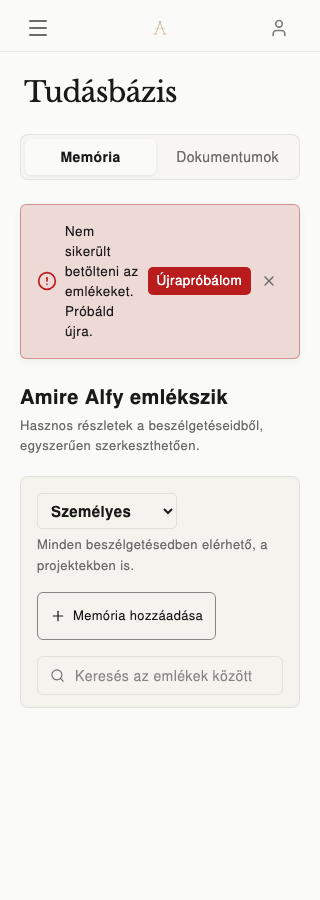 Tudásbázis
Memória
Dokumentumok
Nem
sikerült
betölteni az
emlékeket.
Próbáld
újra.
Újrapróbálom
Amire Alfy emlékszik
Hasznos részletek a beszélgetéseidből,
egyszerűen szerkeszthetően.
Személyes
Minden beszélgetésedben elérhető, a
projektekben is.
Memória hozzáadása
Keresés az emlékek között